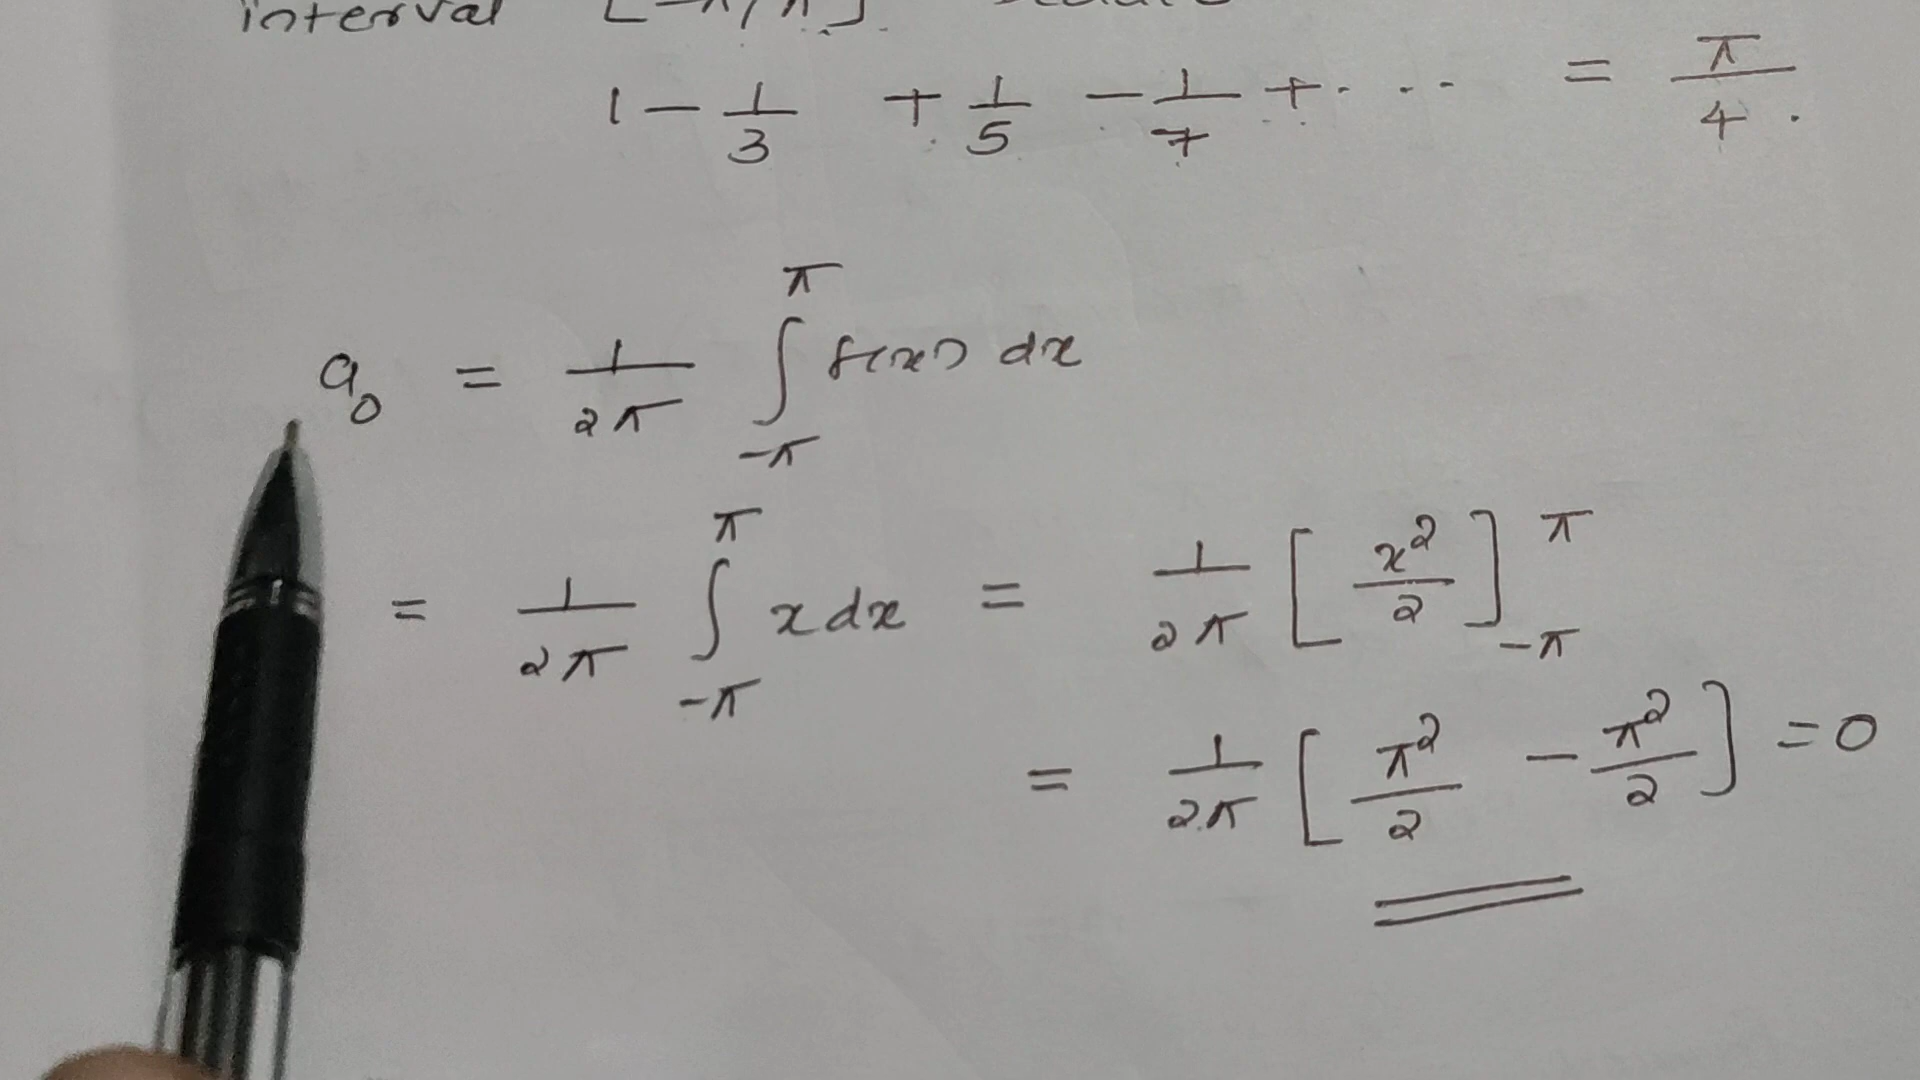 interval [-π, π].
1 - 1/3 + 1/5 - 1/7 + ... = π/4.
a₀ = 1/2π ∫_{-π}^{π} f(x) dx
= 1/2π ∫_{-π}^{π} x dx = 1/2π [x²/2]_{-π}^{π}
= 1/2π [π²/2 - π²/2] = 0